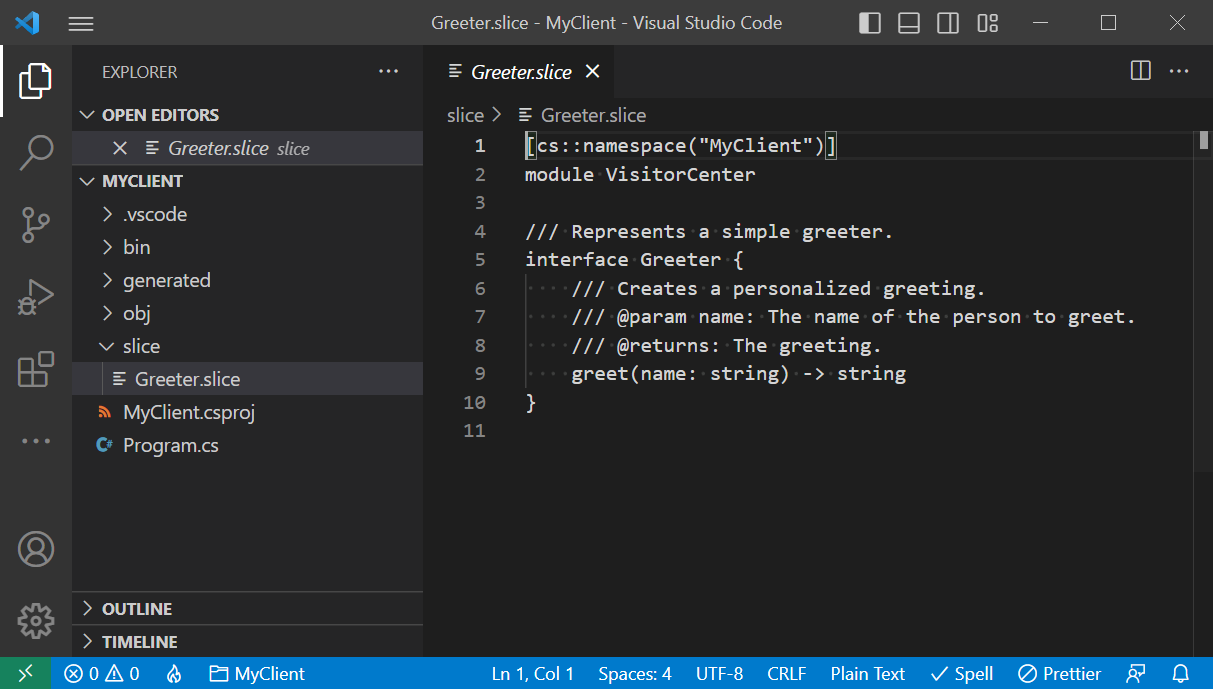 Greeter.slice - MyClient - Visual Studio Code
EXPLORER
OPEN EDITORS
Greeter.slice slice
MYCLIENT
.vscode
bin
generated
obj
slice
Greeter.slice
MyClient.csproj
C# Program.cs
OUTLINE
TIMELINE
Greeter.slice
slice > Greeter.slice
1 [cs::namespace("MyClient")]
2 module VisitorCenter
3
4 /// Represents a simple greeter.
5 interface Greeter {
6     /// Creates a personalized greeting.
7     /// @param name: The name of the person to greet.
8     /// @returns: The greeting.
9     greet(name: string) -> string
10 }
11
0 0 MyClient Ln 1, Col 1 Spaces: 4 UTF-8 CRLF Plain Text Spell Prettier